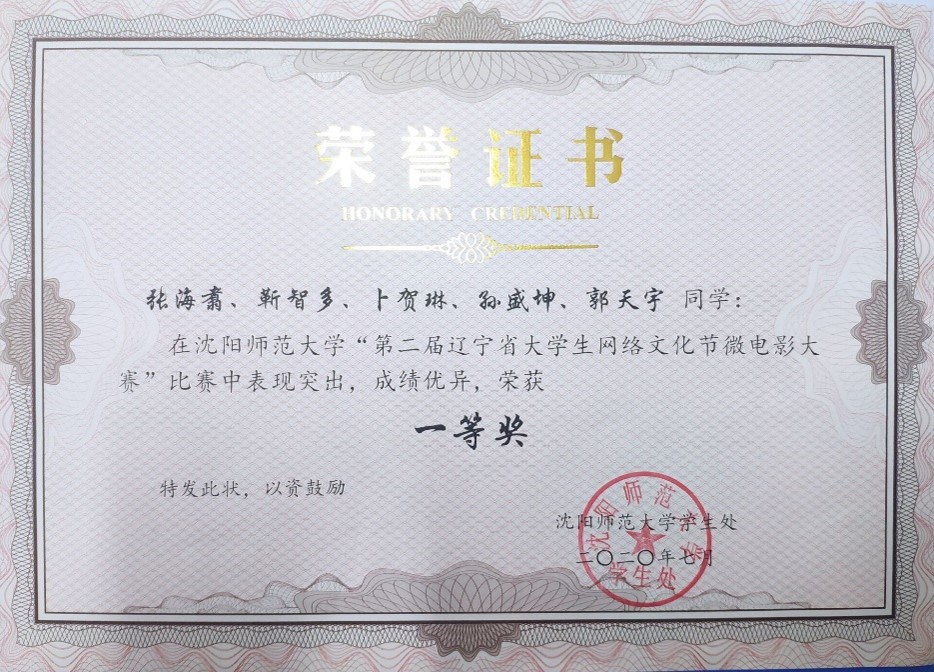 荣誉证书
HONORARY CREDENTIAL
张海翥、靳智多、卜贺琳、孙盛坤、郭天宇 同学：
在沈阳师范大学“第二届辽宁省大学生网络文化节微电影大
赛”比赛中表现突出，成绩优异，荣获
一等奖
特发此状，以资鼓励
沈阳师范大学学生处
二〇二〇年七月
沈阳师范大学
学生处